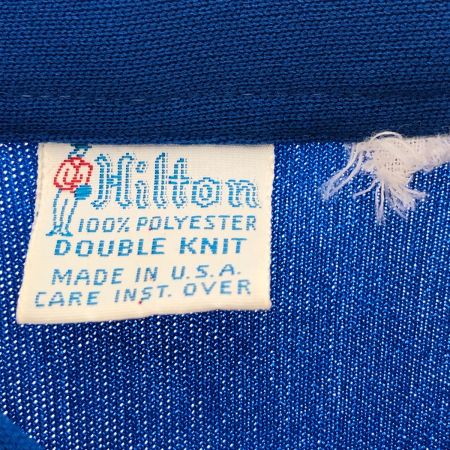 Hilton
100% POLYESTER
DOUBLE KNIT
MADE IN U.S.A.
CARE INST. OVER